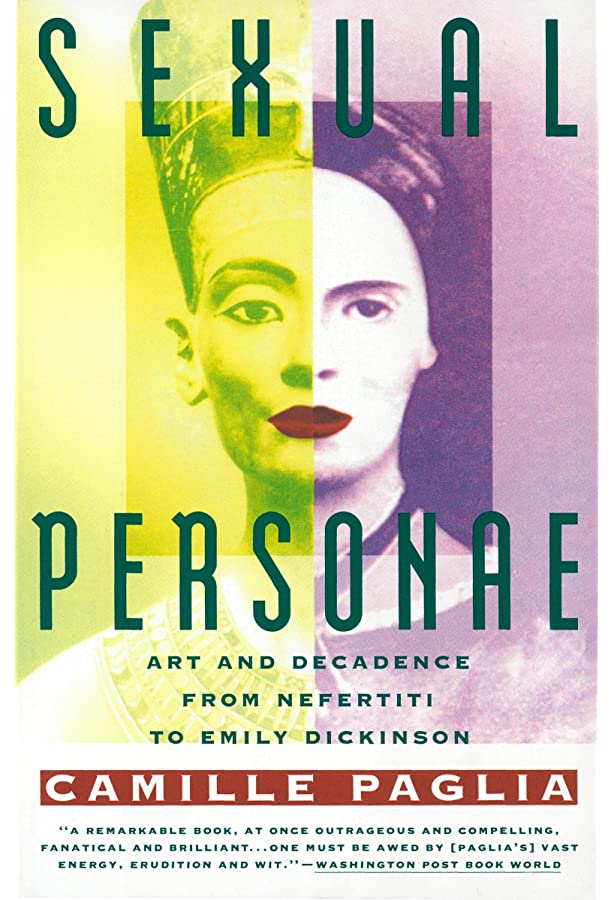 SEXUAL
PERSONAE
ART AND DECADENCE
FROM NEFERTITI
TO EMILY DICKINSON
CAMILLE PAGLIA
"A REMARKABLE BOOK, AT ONCE OUTRAGEOUS AND COMPELLING,
FANATICAL AND BRILLIANT...ONE MUST BE AWED BY [PAGLIA'S] VAST
ENERGY, ERUDITION AND WIT."—WASHINGTON POST BOOK WORLD